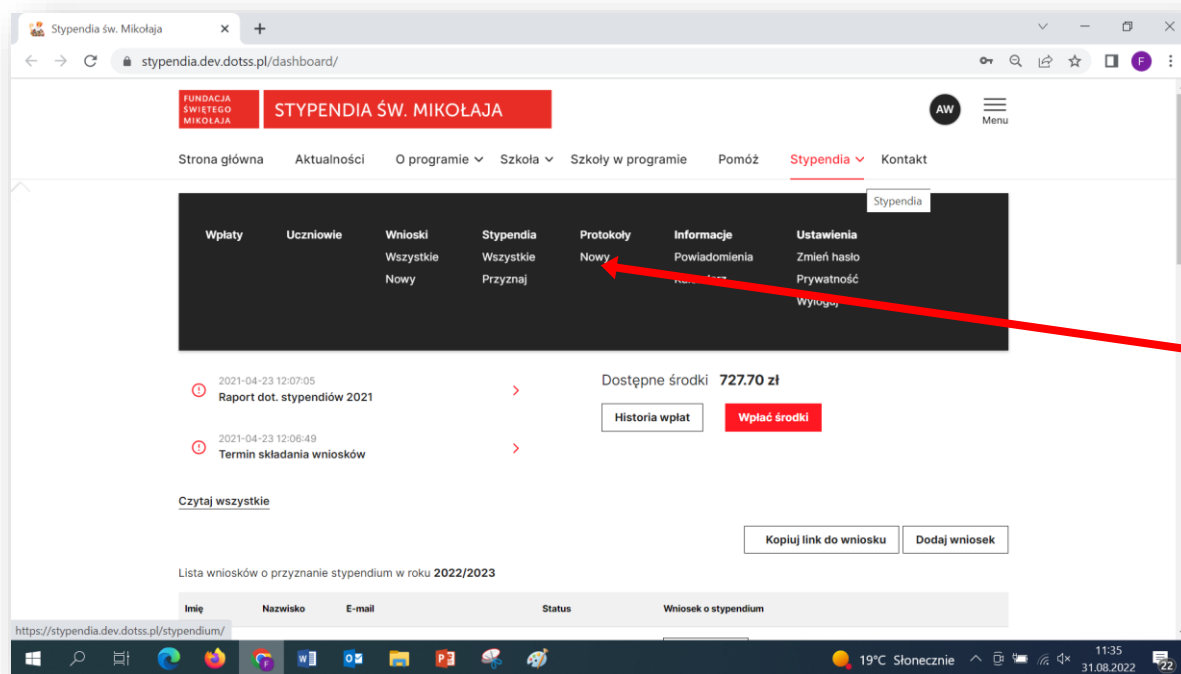 Stypendia św. Mikołaja
stypendia.dev.dotss.pl/dashboard/
F
FUNDACJA
ŚWIĘTEGO
MIKOŁAJA
STYPENDIA ŚW. MIKOŁAJA
AW
Menu
Strona główna Aktualności O programie Szkoła Szkoły w programie Pomóż Stypendia Kontakt
Stypendia
Wpłaty Uczniowie Wnioski Stypendia Protokoły Informacje Ustawienia
Wszystkie Wszystkie Nowy Powiadomienia Zmień hasło
Nowy Przyznaj Kalendarz Prywatność
Wyloguj
2021-04-23 12:07:05
Raport dot. stypendiów 2021
Dostępne środki 727.70 zł
Historia wpłat Wpłać środki
2021-04-23 12:06:49
Termin składania wniosków
Czytaj wszystkie
Kopiuj link do wniosku Dodaj wniosek
Lista wniosków o przyznanie stypendium w roku 2022/2023
Imię Nazwisko E-mail Status Wniosek o stypendium
https://stypendia.dev.dotss.pl/stypendium/
19°C Słonecznie
11:35
31.08.2022
22